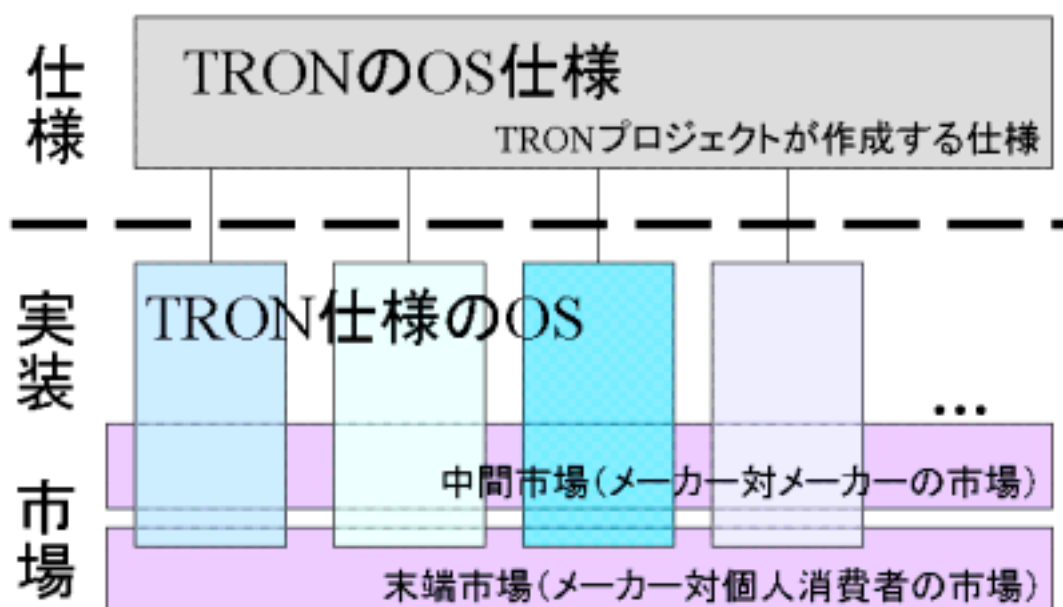 仕様
TRONのOS仕様
TRONプロジェクトが作成する仕様
実装
TRON仕様のOS
...
市場
中間市場(メーカー対メーカーの市場)
末端市場(メーカー対個人消費者の市場)